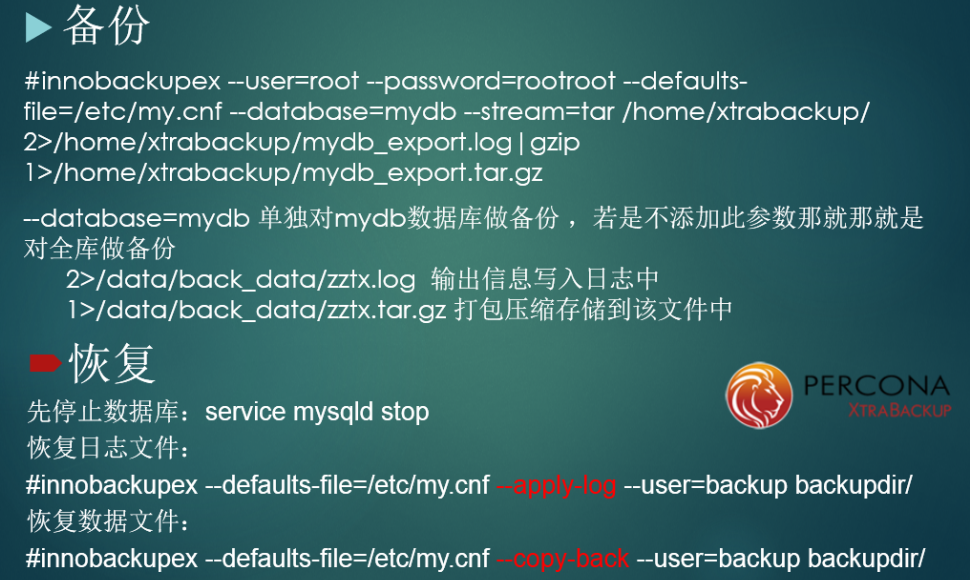 备份
#innobackupex --user=root --password=rootroot --defaults-
file=/etc/my.cnf --database=mydb --stream=tar /home/xtrabackup/
2>/home/xtrabackup/mydb_export.log|gzip
1>/home/xtrabackup/mydb_export.tar.gz
--database=mydb 单独对mydb数据库做备份 ，若是不添加此参数那就那就是
对全库做备份
2>/data/back_data/zztx.log 输出信息写入日志中
1>/data/back_data/zztx.tar.gz 打包压缩存储到该文件中
恢复
先停止数据库：service mysqld stop
PERCONA
XTRABACKUP
恢复日志文件：
#innobackupex --defaults-file=/etc/my.cnf --apply-log --user=backup backupdir/
恢复数据文件：
#innobackupex --defaults-file=/etc/my.cnf --copy-back --user=backup backupdir/